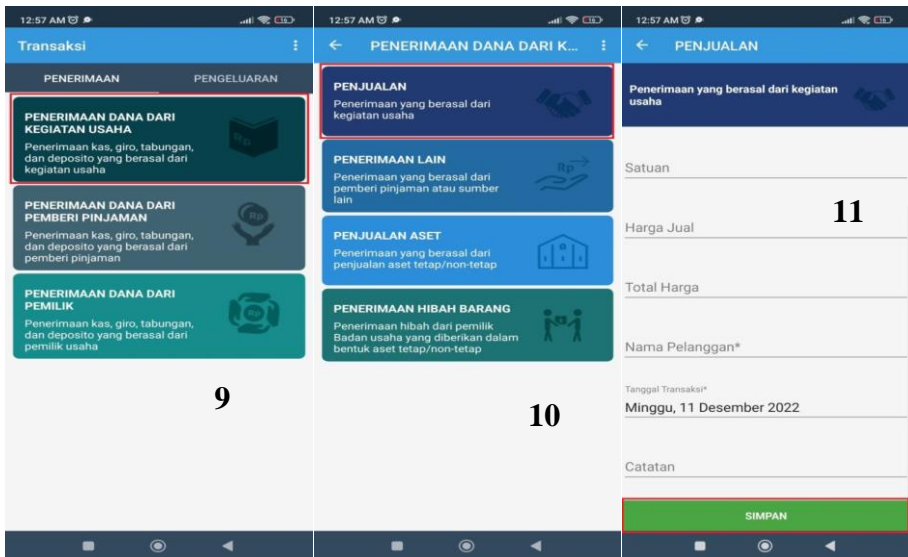 12:57 AM
Transaksi
PENERIMAAN
PENGELUARAN
PENERIMAAN DANA DARI
KEGIATAN USAHA
Penerimaan kas, giro, tabungan,
dan deposito yang berasal dari
kegiatan usaha
Rp
PENERIMAAN DANA DARI
PEMBERI PINJAMAN
Penerimaan kas, giro, tabungan,
dan deposito yang berasal dari
pemberi pinjaman
Rp
PENERIMAAN DANA DARI
PEMILIK
Penerimaan kas, giro, tabungan,
dan deposito yang berasal dari
pemilik usaha
Rp
9
12:57 AM
PENERIMAAN DANA DARI K...
PENJUALAN
Penerimaan yang berasal dari
kegiatan usaha
PENERIMAAN LAIN
Penerimaan yang berasal dari
pemberi pinjaman atau sumber
lain
Rp
PENJUALAN ASET
Penerimaan yang berasal dari
penjualan aset tetap/non-tetap
PENERIMAAN HIBAH BARANG
Penerimaan hibah dari pemilik
Badan usaha yang diberikan dalam
bentuk aset tetap/non-tetap
10
12:57 AM
PENJUALAN
Penerimaan yang berasal dari kegiatan
usaha
Satuan
11
Harga Jual
Total Harga
Nama Pelanggan*
Tanggal Transaksi*
Minggu, 11 Desember 2022
Catatan
SIMPAN